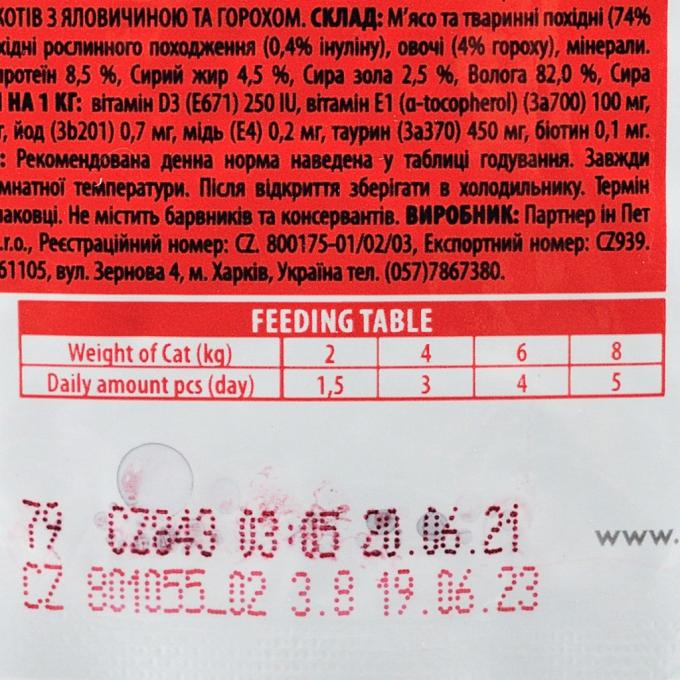 КОТІВ З ЯЛОВИЧИНОЮ ТА ГОРОХОМ. СКЛАД: М'ясо та тваринні похідні (74%
хідні рослинного походження (0,4% інуліну), овочі (4% гороху), мінерали.
протеїн 8,5 %, Сирий жир 4,5 %, Сира зола 2,5 %, Волога 82,0 %, Сира
НА 1 КГ: вітамін D3 (E671) 250 IU, вітамін E1 (α-tocopherol) (3a700) 100 мг,
, йод (3b201) 0,7 мг, мідь (E4) 0,2 мг, таурин (3a370) 450 мг, біотин 0,1 мг.
: Рекомендована денна норма наведена у таблиці годування. Завжди
мнатної температури. Після відкриття зберігати в холодильнику. Термін
паковці. Не містить барвників та консервантів. ВИРОБНИК: Партнер ін Пет
.r.o., Реєстраційний номер: CZ 800175-01/02/03, Експортний номер: CZ939.
61105, вул. Зернова 4, м. Харків, Україна тел. (057)7867380.
FEEDING TABLE
Weight of Cat (kg) 2 4 6 8
Daily amount pcs (day) 1,5 3 4 5
79 03:05 20.06.21
CZ 801055_02 3.8 19.06.23
www.